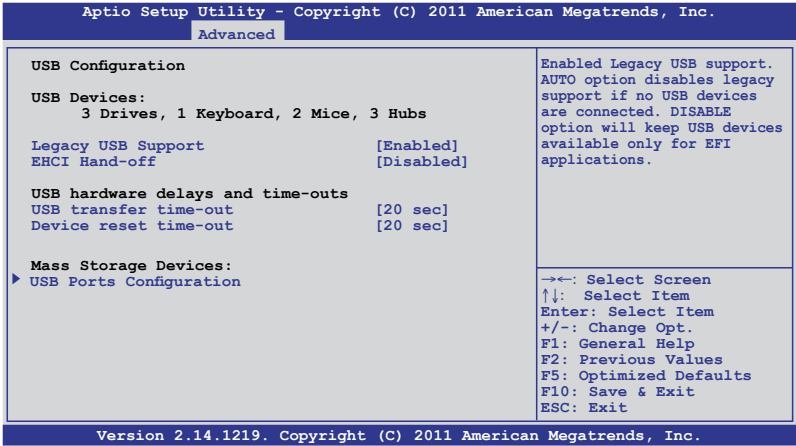 Aptio Setup Utility - Copyright (C) 2011 American Megatrends, Inc.
Advanced
USB Configuration
USB Devices:
3 Drives, 1 Keyboard, 2 Mice, 3 Hubs
Legacy USB Support [Enabled]
EHCI Hand-off [Disabled]
USB hardware delays and time-outs
USB transfer time-out [20 sec]
Device reset time-out [20 sec]
Mass Storage Devices:
USB Ports Configuration
Enabled Legacy USB support.
AUTO option disables legacy
support if no USB devices
are connected. DISABLE
option will keep USB devices
available only for EFI
applications.
→←: Select Screen
↑↓: Select Item
Enter: Select Item
+/-: Change Opt.
F1: General Help
F2: Previous Values
F5: Optimized Defaults
F10: Save & Exit
ESC: Exit
Version 2.14.1219. Copyright (C) 2011 American Megatrends, Inc.